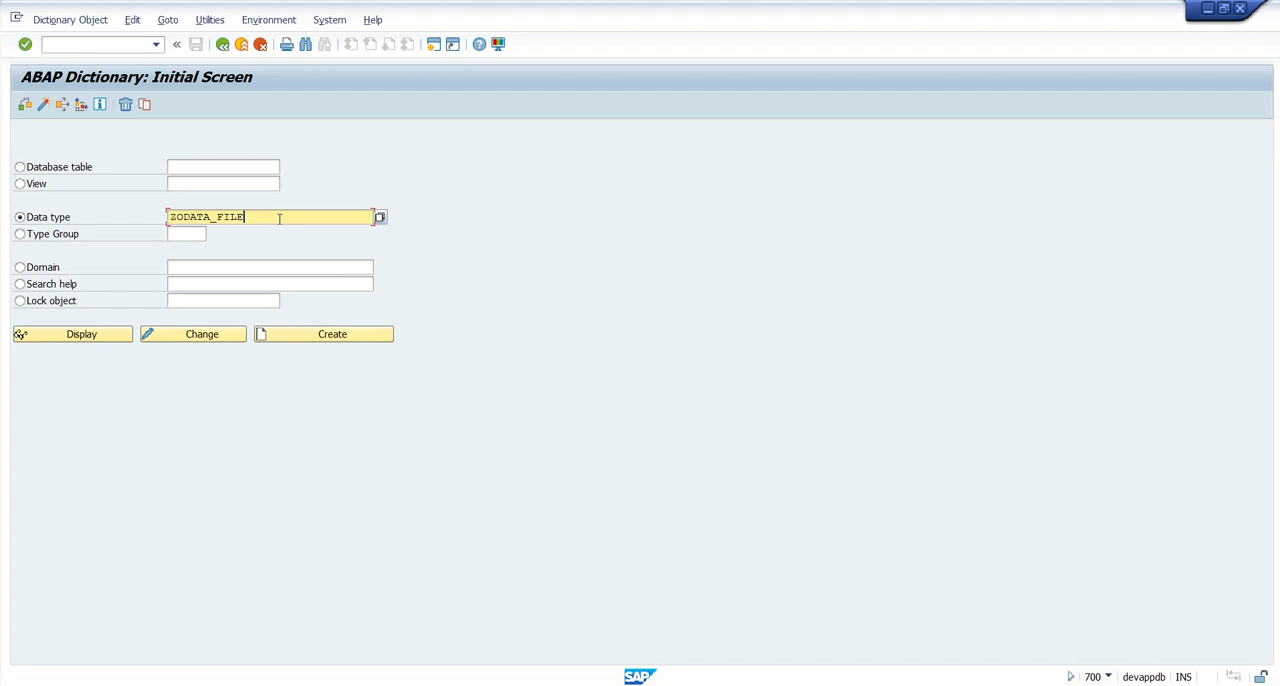 Dictionary Object Edit Goto Utilities Environment System Help
ABAP Dictionary: Initial Screen
Database table
View
Data type ZODATA_FILE
Type Group
Domain
Search help
Lock object
Display Change Create
SAP 700 devappdb INS